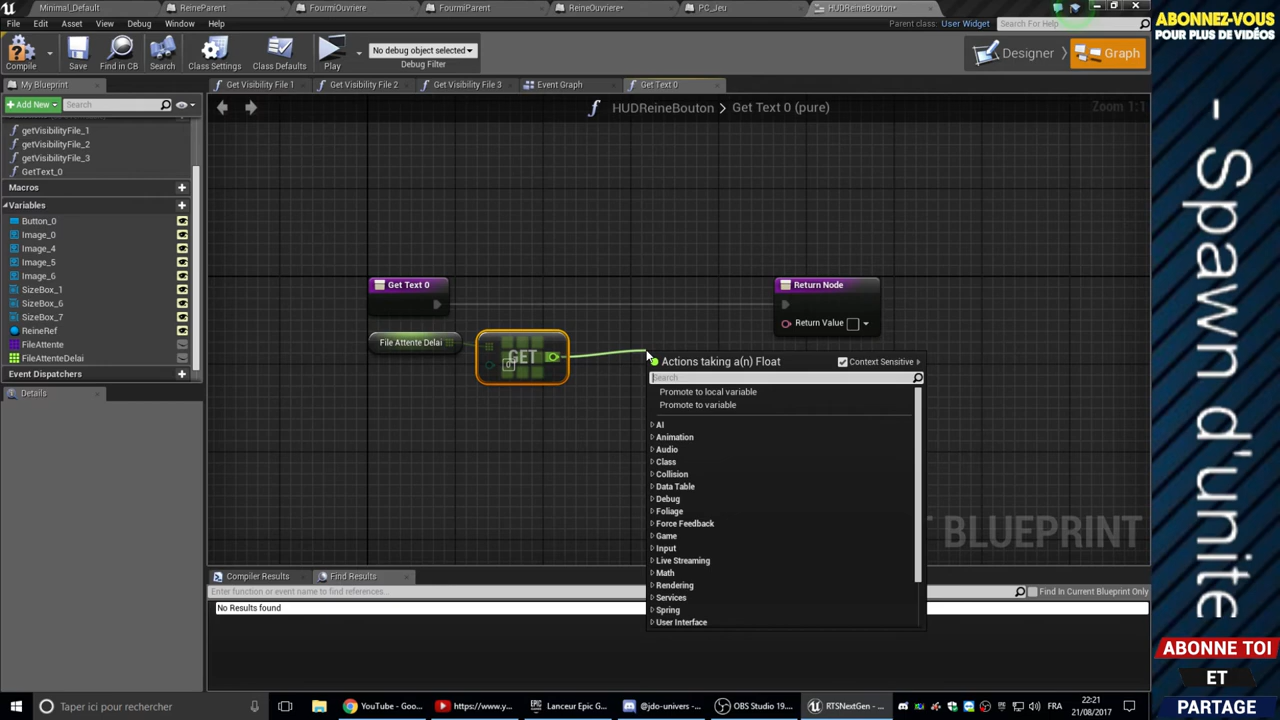 Minimal_Default
ReineParent
FourmiOuvriere
FourmiParent
ReineOuvriere*
PC_Jeu
HUDReineBouton*
File
Edit
Asset
View
Debug
Window
Help
Parent class: User Widget
Search For Help
Compile
Save
Find in CB
Search
Class Settings
Class Defaults
Play
No debug object selected
Debug Filter
Designer
Graph
My Blueprint
Get Visibility File 1
Get Visibility File 2
Get Visibility File 3
Event Graph
Get Text 0
Add New
Search
HUDReineBouton
Get Text 0 (pure)
Zoom 1:1
getVisibilityFile_1
getVisibilityFile_2
getVisibilityFile_3
GetText_0
Macros
Variables
Button_0
Image_0
Image_4
Image_5
Image_6
SizeBox_1
SizeBox_6
SizeBox_7
ReineRef
FileAttente
FileAttenteDelai
Event Dispatchers
Details
Get Text 0
File Attente Delai
GET
0
Return Node
Return Value
Actions taking a(n) Float
Context Sensitive
Search
Promote to local variable
Promote to variable
AI
Animation
Audio
Class
Collision
Data Table
Debug
Foliage
Force Feedback
Game
Input
Live Streaming
Math
Rendering
Services
Spring
User Interface
BLUEPRINT
Compiler Results
Find Results
Enter function or event name to find references...
Find In Current Blueprint Only
No Results found
Taper ici pour rechercher
Google - Goo...
https://www.y...
Lanceur Epic G...
@jdo-univers - ...
OBS Studio 19....
RTSNextGen - ...
FRA
22:21
21/08/2017
ABONNEZ-VOUS
POUR PLUS DE VIDÉOS
- Spawn d'unite -
ABONNE TOI
ET
PARTAGE